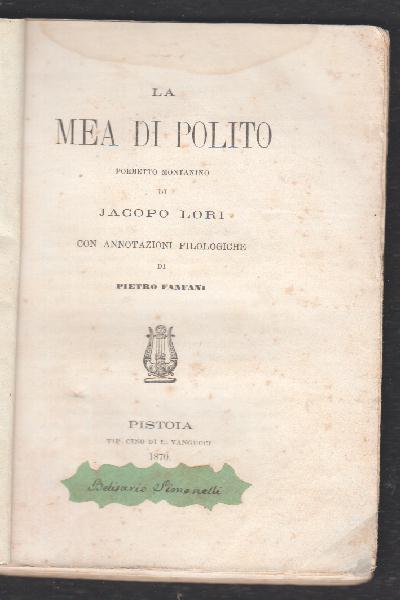 LA
MEA DI POLITO
POEMETTO MONTANINO
DI
JACOPO LORI
CON ANNOTAZIONI FILOLOGICHE
DI
PIETRO FANFANI
PISTOIA
TIP. CINO DI L. VANGUCCI
1870.
Belisario Simonelli